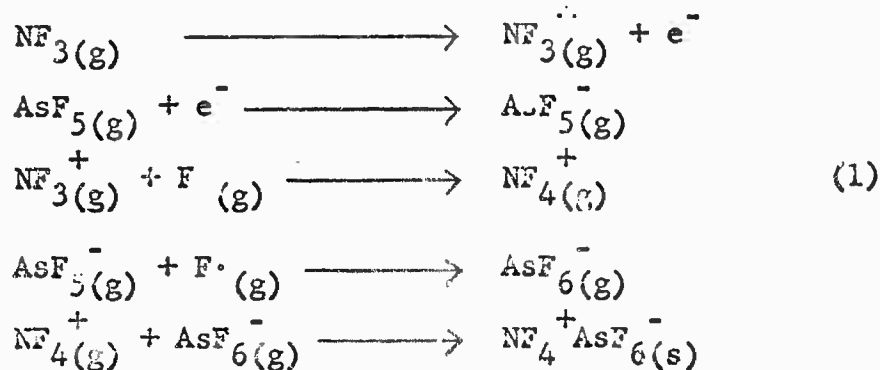 NF₃(g) ⟶ NF₃⁺(g) + e⁻
AsF₅(g) + e⁻ ⟶ AsF₅⁻(g)
NF₃⁺(g) + F (g) ⟶ NF₄⁺(g) (1)
AsF₅⁻(g) + F·(g) ⟶ AsF₆⁻(g)
NF₄⁺(g) + AsF₆⁻(g) ⟶ NF₄⁺AsF₆⁻(s)